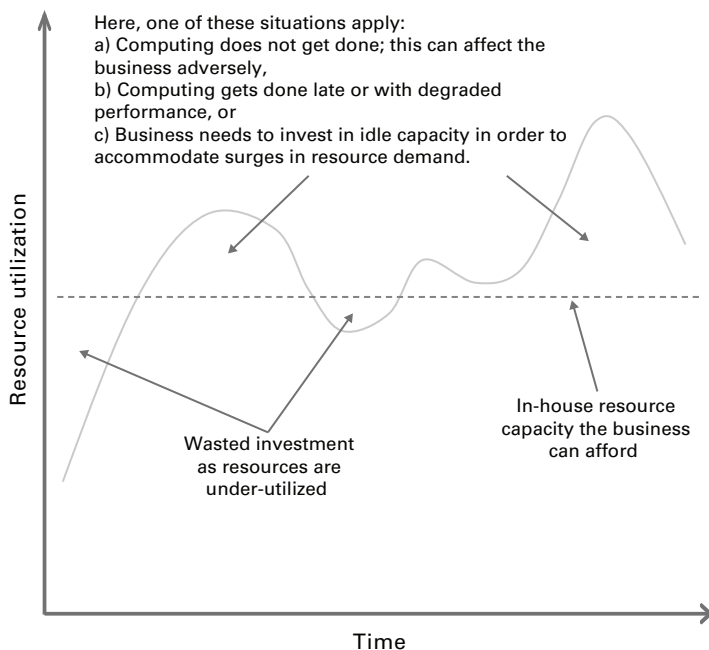 Here, one of these situations apply:
a) Computing does not get done; this can affect the
business adversely,
b) Computing gets done late or with degraded
performance, or
c) Business needs to invest in idle capacity in order to
accommodate surges in resource demand.
Resource utilization
In-house resource
capacity the business
can afford
Wasted investment
as resources are
under-utilized
Time